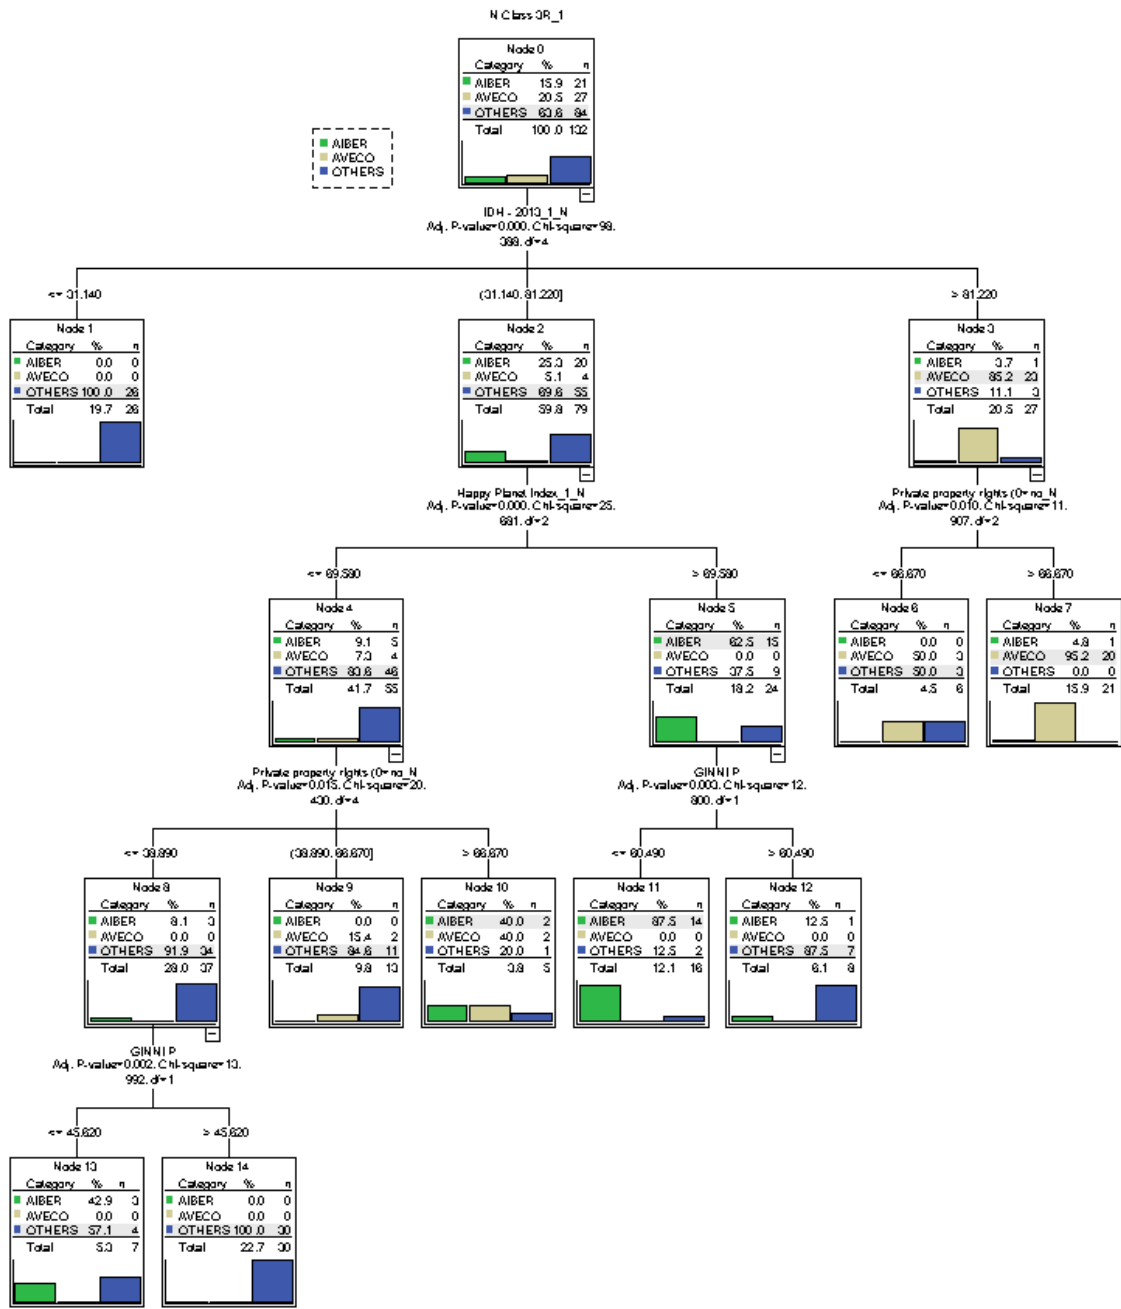 N Class 3R_1
Node 0
Category % n
AIBER 15.9 21
AVECO 20.5 27
OTHERS 63.6 84
Total 100.0 132
AIBER
AVECO
OTHERS
IDH - 2013_1_N
Adj. P-value=0.000, Chi-square=98.
388, df=4
<= 31.140
(31.140, 81.220]
> 81.220
Node 1
Category % n
AIBER 0.0 0
AVECO 0.0 0
OTHERS 100.0 26
Total 19.7 26
Node 2
Category % n
AIBER 25.3 20
AVECO 5.1 4
OTHERS 69.6 55
Total 59.8 79
Node 3
Category % n
AIBER 3.7 1
AVECO 85.2 23
OTHERS 11.1 3
Total 20.5 27
Happy Planet Index_1_N
Adj. P-value=0.000, Chi-square=25.
681, df=2
Private property rights (0=no_N
Adj. P-value=0.010, Chi-square=11.
907, df=2
<= 69.580
> 69.580
<= 66.670
> 66.670
Node 4
Category % n
AIBER 9.1 5
AVECO 7.3 4
OTHERS 83.6 46
Total 41.7 55
Node 5
Category % n
AIBER 62.5 15
AVECO 0.0 0
OTHERS 37.5 9
Total 18.2 24
Node 6
Category % n
AIBER 0.0 0
AVECO 50.0 3
OTHERS 50.0 3
Total 4.5 6
Node 7
Category % n
AIBER 4.8 1
AVECO 95.2 20
OTHERS 0.0 0
Total 15.9 21
Private property rights (0=no_N
Adj. P-value=0.015, Chi-square=20.
430, df=4
GINNI P
Adj. P-value=0.003, Chi-square=12.
800, df=1
<= 38.890
(38.890, 66.670]
> 66.670
<= 60.490
> 60.490
Node 8
Category % n
AIBER 8.1 3
AVECO 0.0 0
OTHERS 91.9 34
Total 28.0 37
Node 9
Category % n
AIBER 0.0 0
AVECO 15.4 2
OTHERS 84.6 11
Total 9.8 13
Node 10
Category % n
AIBER 40.0 2
AVECO 40.0 2
OTHERS 20.0 1
Total 3.8 5
Node 11
Category % n
AIBER 87.5 14
AVECO 0.0 0
OTHERS 12.5 2
Total 12.1 16
Node 12
Category % n
AIBER 12.5 1
AVECO 0.0 0
OTHERS 87.5 7
Total 6.1 8
GINNI P
Adj. P-value=0.002, Chi-square=13.
992, df=1
<= 45.620
> 45.620
Node 13
Category % n
AIBER 42.9 3
AVECO 0.0 0
OTHERS 57.1 4
Total 5.3 7
Node 14
Category % n
AIBER 0.0 0
AVECO 0.0 0
OTHERS 100.0 30
Total 22.7 30